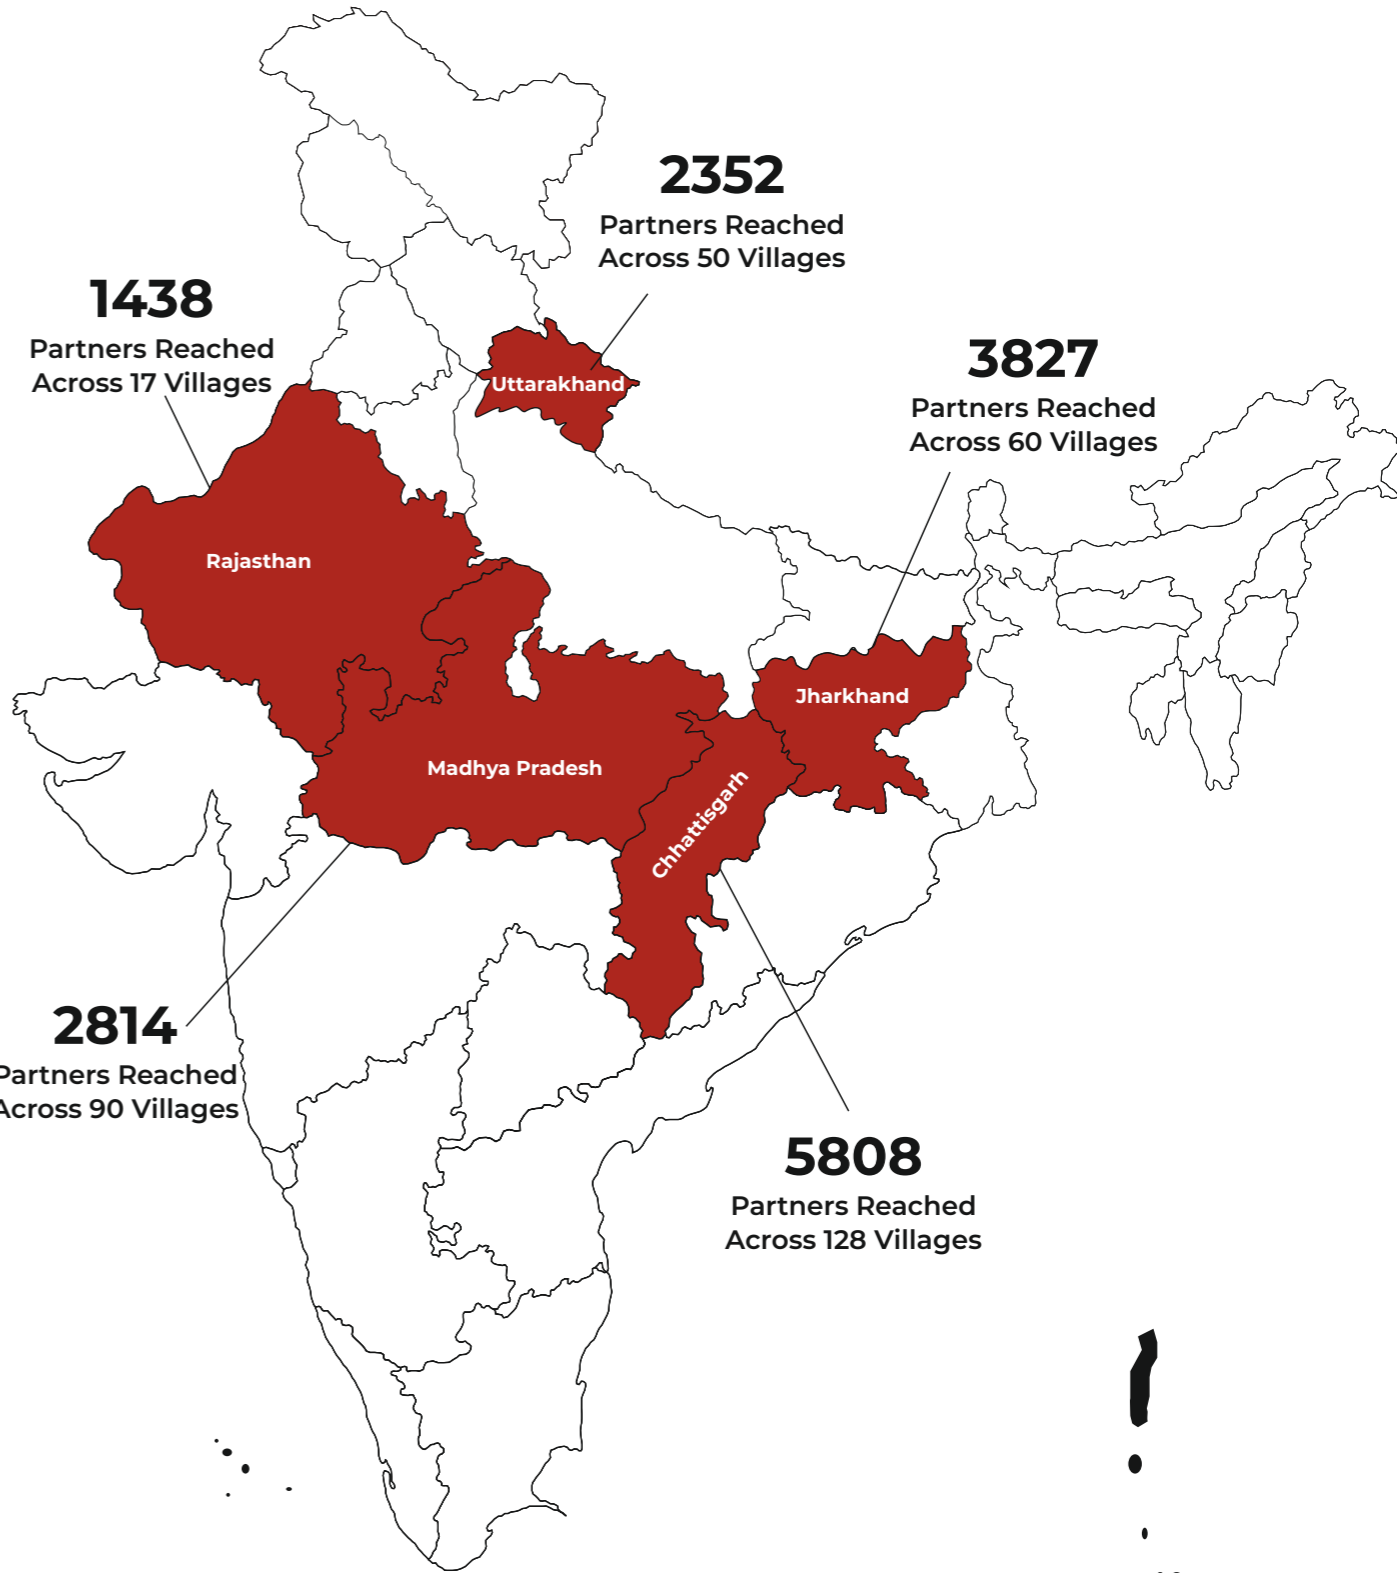 2352
Partners Reached
Across 50 Villages
1438
Partners Reached
Across 17 Villages
3827
Partners Reached
Across 60 Villages
Uttarakhand
Rajasthan
Jharkhand
Madhya Pradesh
Chhattisgarh
2814
Partners Reached
Across 90 Villages
5808
Partners Reached
Across 128 Villages